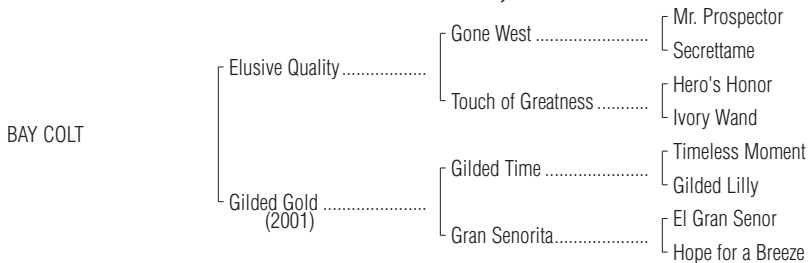 Mr. Prospector
Gone West ..........................
Secrettame
Elusive Quality...................
Hero's Honor
Touch of Greatness ...........
Ivory Wand
BAY COLT
Timeless Moment
Gilded Time .......................
Gilded Lilly
Gilded Gold .......................
(2001)
El Gran Senor
Gran Senorita.....................
Hope for a Breeze